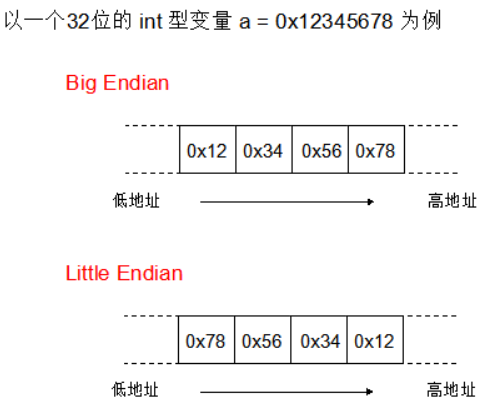 以一个32位的 int 型变量 a = 0x12345678 为例
Big Endian
0x12 0x34 0x56 0x78
低地址 高地址
Little Endian
0x78 0x56 0x34 0x12
低地址 高地址